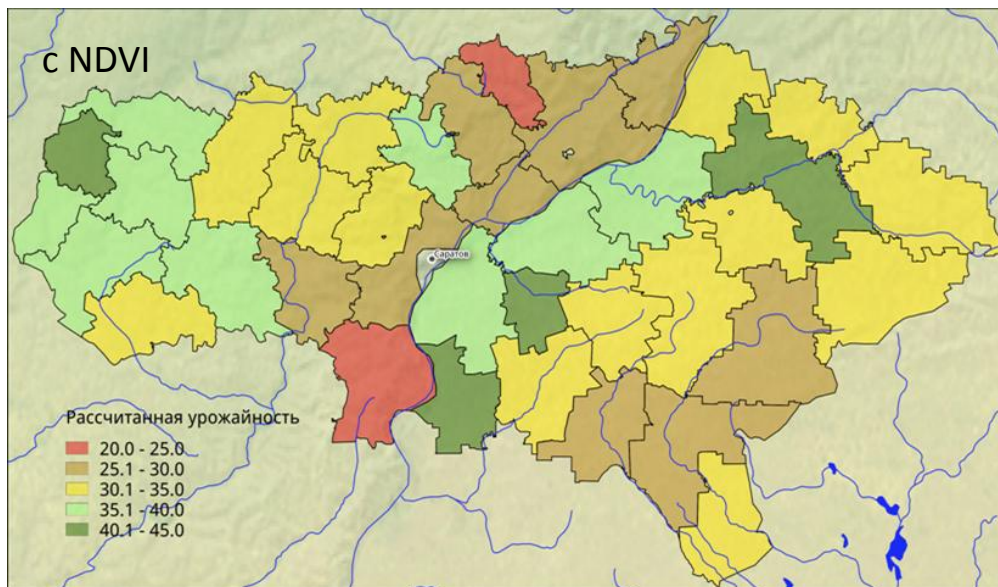 с NDVI
Саратов
Рассчитанная урожайность
20.0 - 25.0
25.1 - 30.0
30.1 - 35.0
35.1 - 40.0
40.1 - 45.0